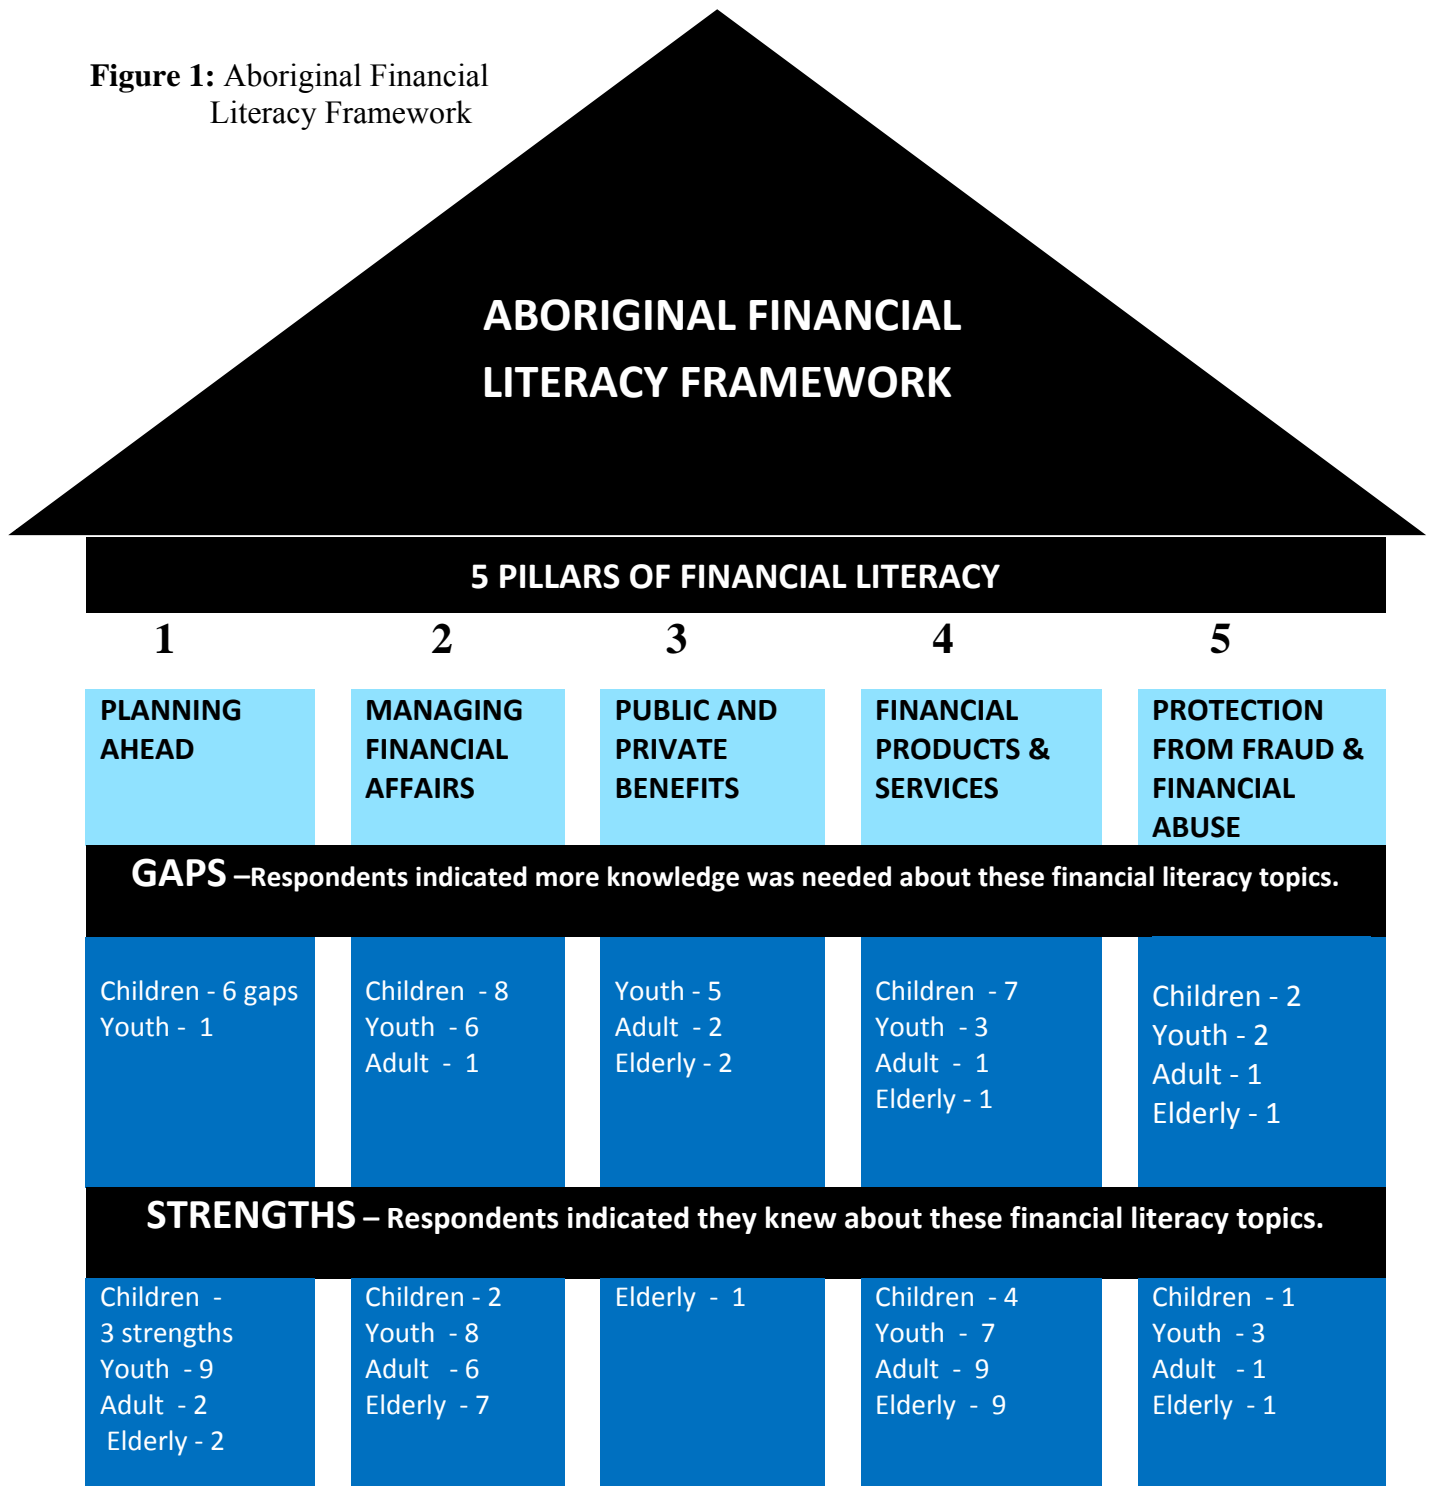 Figure 1: Aboriginal Financial
Literacy Framework
ABORIGINAL FINANCIAL
LITERACY FRAMEWORK
5 PILLARS OF FINANCIAL LITERACY
1
2
3
4
5
PLANNING
AHEAD
MANAGING
FINANCIAL
AFFAIRS
PUBLIC AND
PRIVATE
BENEFITS
FINANCIAL
PRODUCTS &
SERVICES
PROTECTION
FROM FRAUD &
FINANCIAL
ABUSE
GAPS –Respondents indicated more knowledge was needed about these financial literacy topics.
Children - 6 gaps
Youth - 1
Children - 8
Youth - 6
Adult - 1
Youth - 5
Adult - 2
Elderly - 2
Children - 7
Youth - 3
Adult - 1
Elderly - 1
Children - 2
Youth - 2
Adult - 1
Elderly - 1
STRENGTHS – Respondents indicated they knew about these financial literacy topics.
Children -
3 strengths
Youth - 9
Adult - 2
Elderly - 2
Children - 2
Youth - 8
Adult - 6
Elderly - 7
Elderly - 1
Children - 4
Youth - 7
Adult - 9
Elderly - 9
Children - 1
Youth - 3
Adult - 1
Elderly - 1